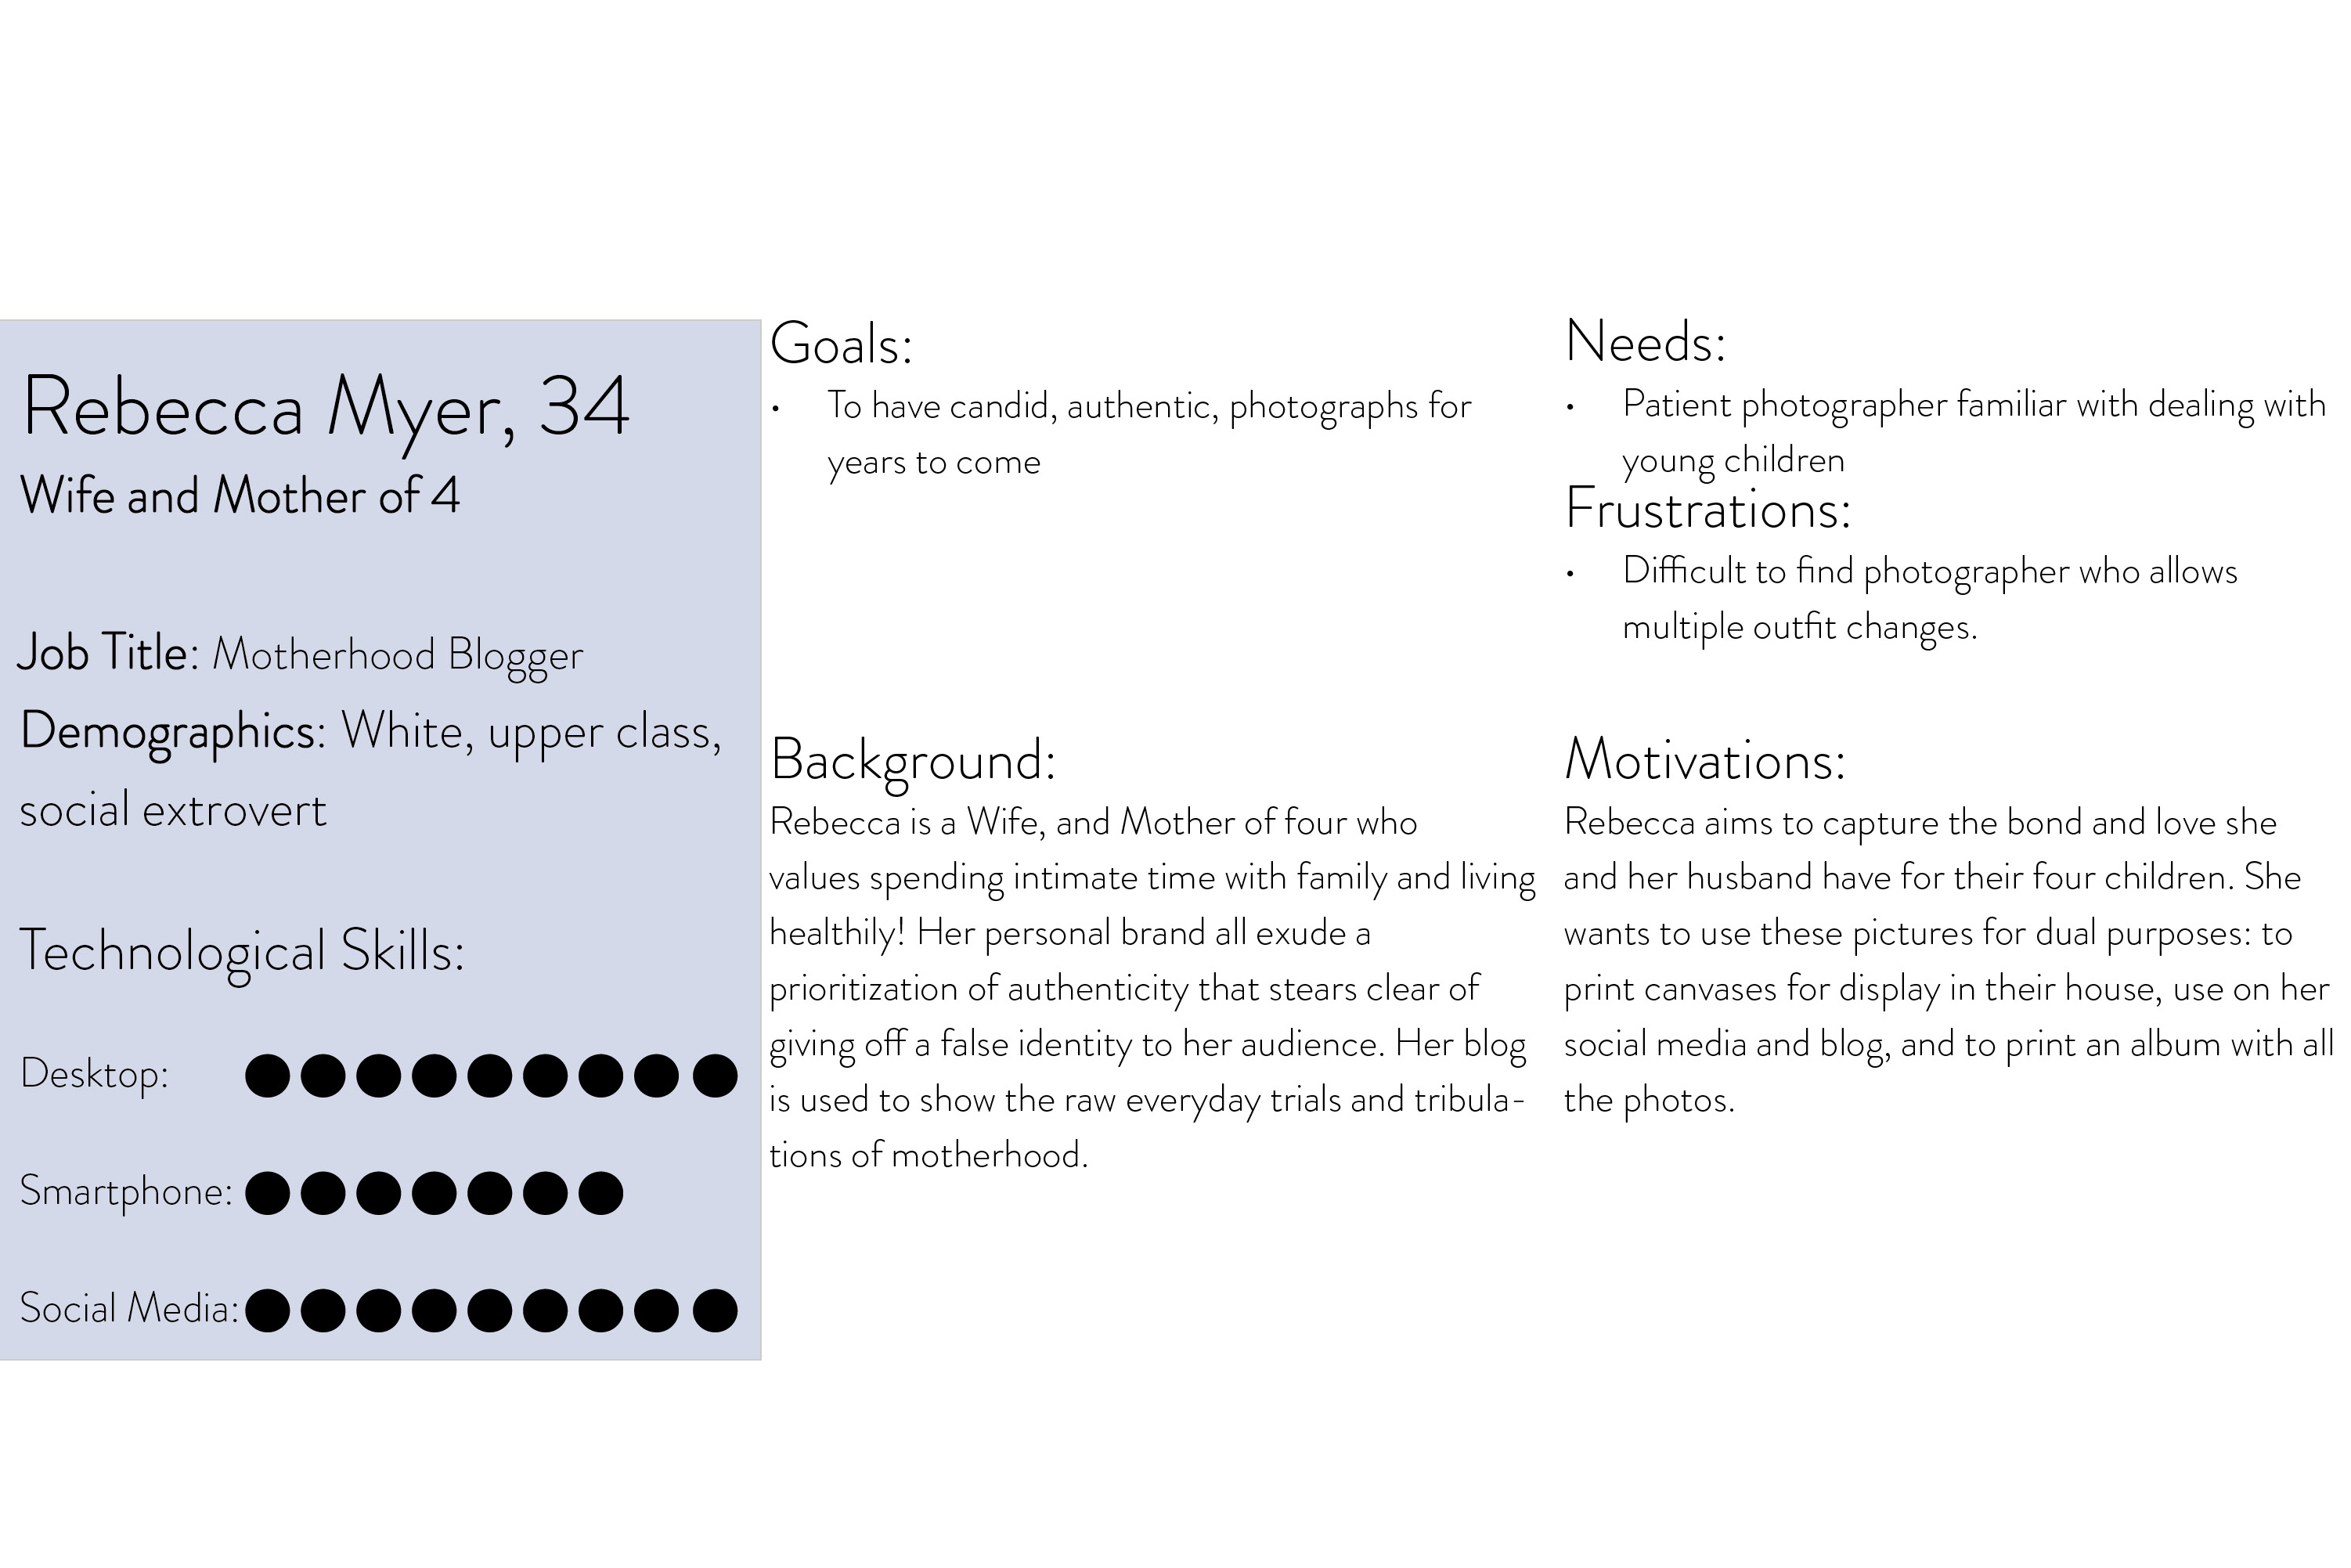 Rebecca Myer, 34
Wife and Mother of 4
Job Title: Motherhood Blogger
Demographics: White, upper class,
social extrovert
Technological Skills:
Desktop:
Smartphone:
Social Media:
Goals:
• To have candid, authentic, photographs for
years to come
Background:
Rebecca is a Wife, and Mother of four who
values spending intimate time with family and living
healthily! Her personal brand all exude a
prioritization of authenticity that stears clear of
giving off a false identity to her audience. Her blog
is used to show the raw everyday trials and tribula-
tions of motherhood.
Needs:
• Patient photographer familiar with dealing with
young children
Frustrations:
• Difficult to find photographer who allows
multiple outfit changes.
Motivations:
Rebecca aims to capture the bond and love she
and her husband have for their four children. She
wants to use these pictures for dual purposes: to
print canvases for display in their house, use on her
social media and blog, and to print an album with all
the photos.